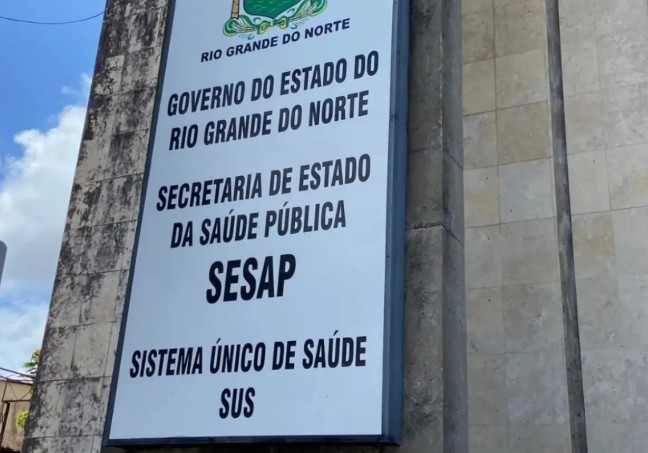 RIO GRANDE DO NORTE
GOVERNO DO ESTADO DO
RIO GRANDE DO NORTE
SECRETARIA DE ESTADO
DA SAÚDE PÚBLICA
SESAP
SISTEMA ÚNICO DE SAÚDE
SUS